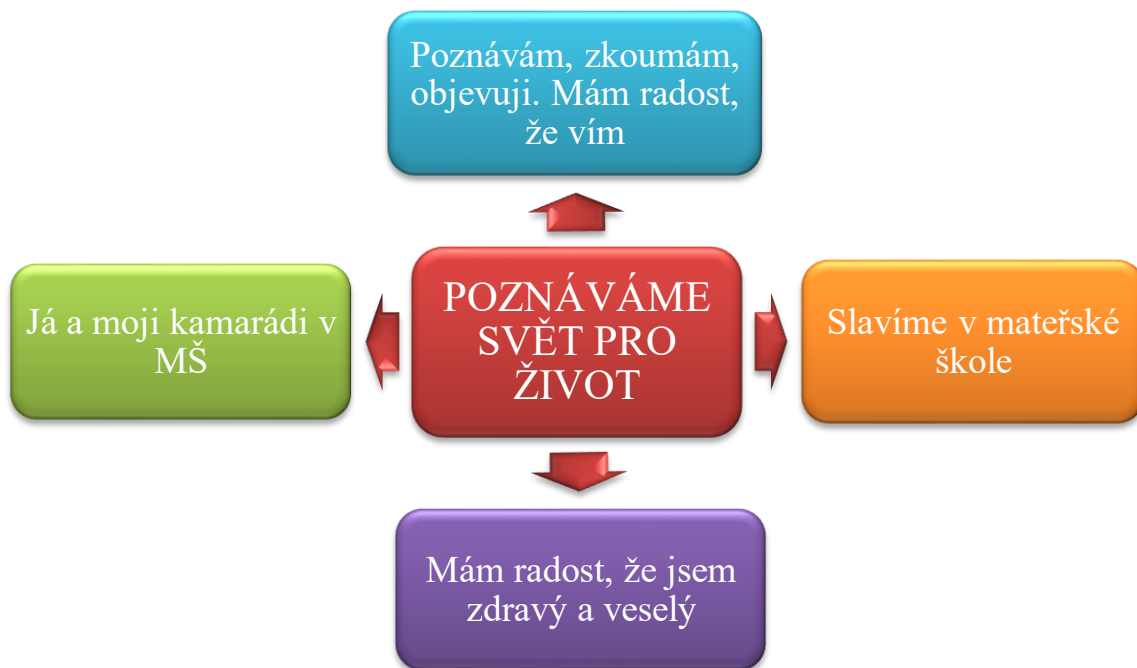 Poznávám, zkoumám,
objevuji. Mám radost,
že vím
Já a moji kamarádi v
MŠ
POZNÁVÁME
SVĚT PRO
ŽIVOT
Slavíme v mateřské
škole
Mám radost, že jsem
zdravý a veselý